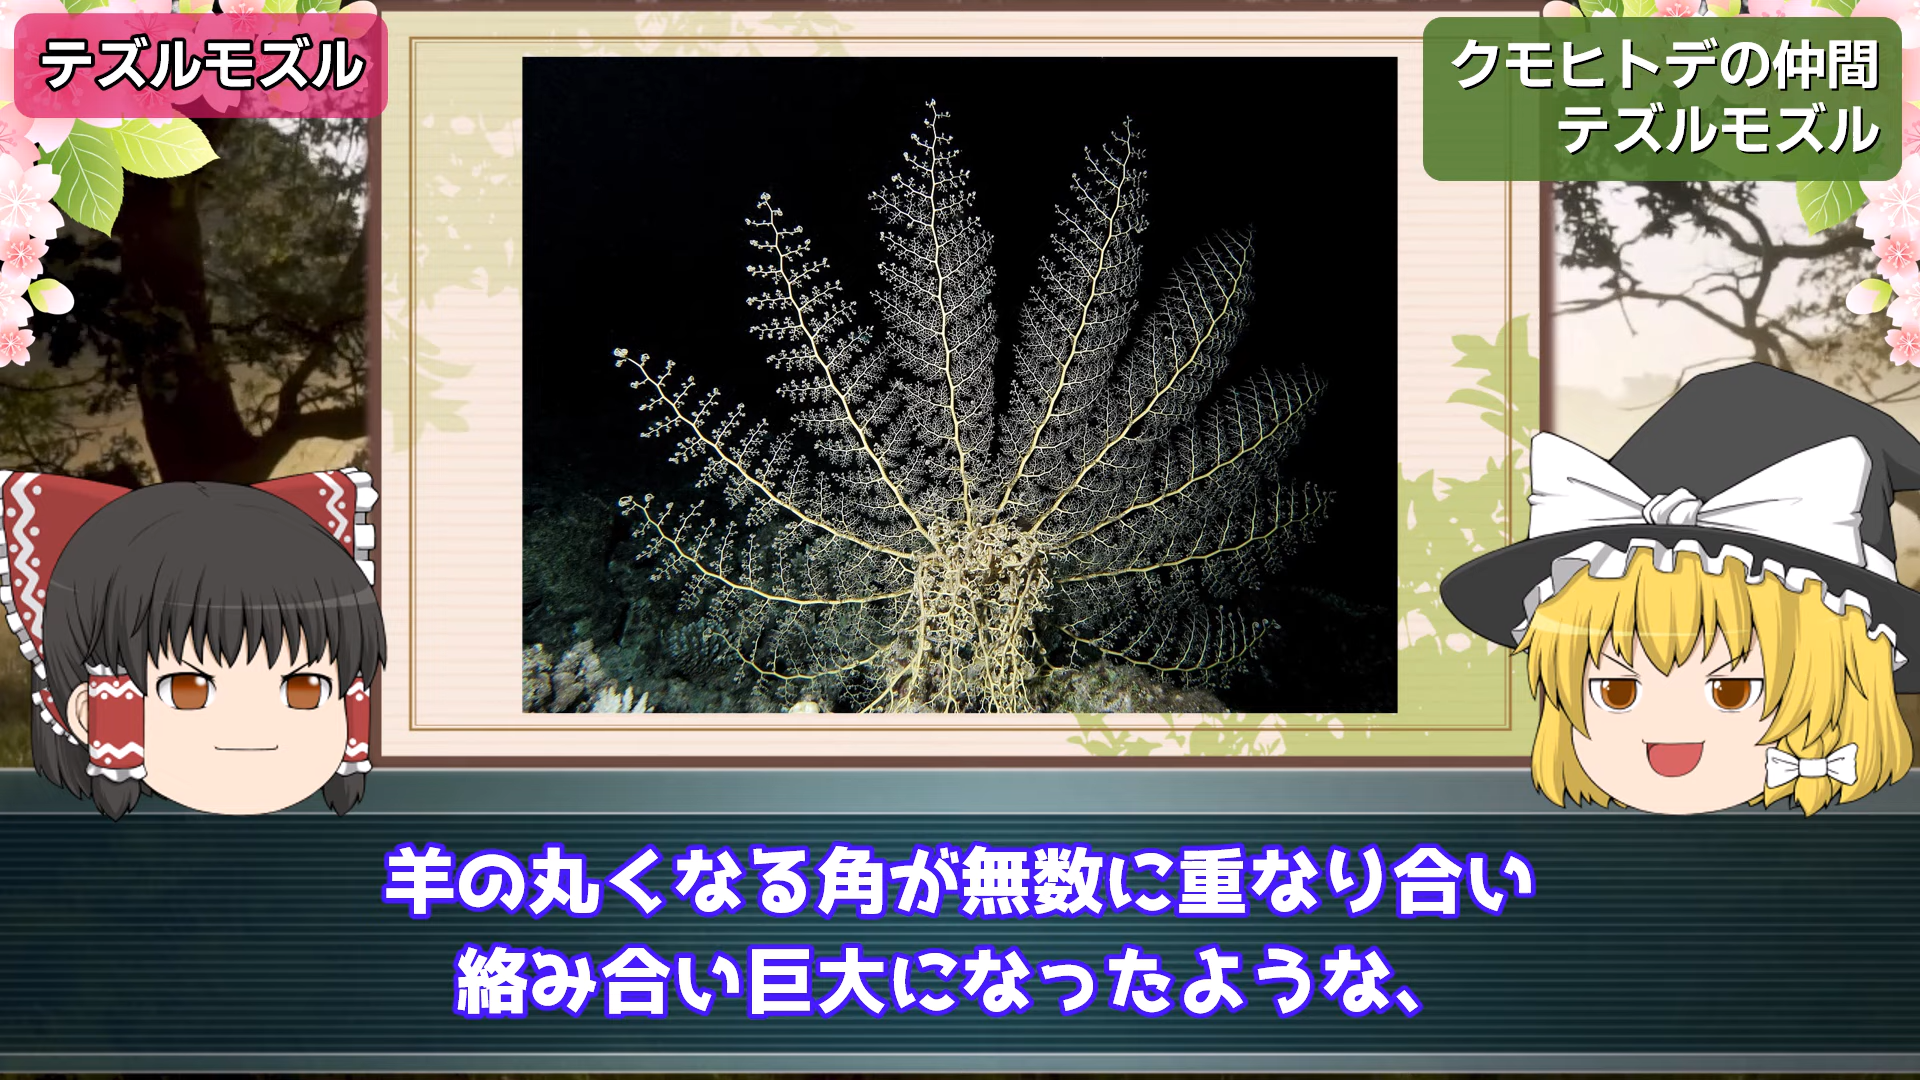 テズルモズル
クモヒトデの仲間
テズルモズル
羊の丸くなる角が無数に重なり合い
絡み合い巨大になったような、